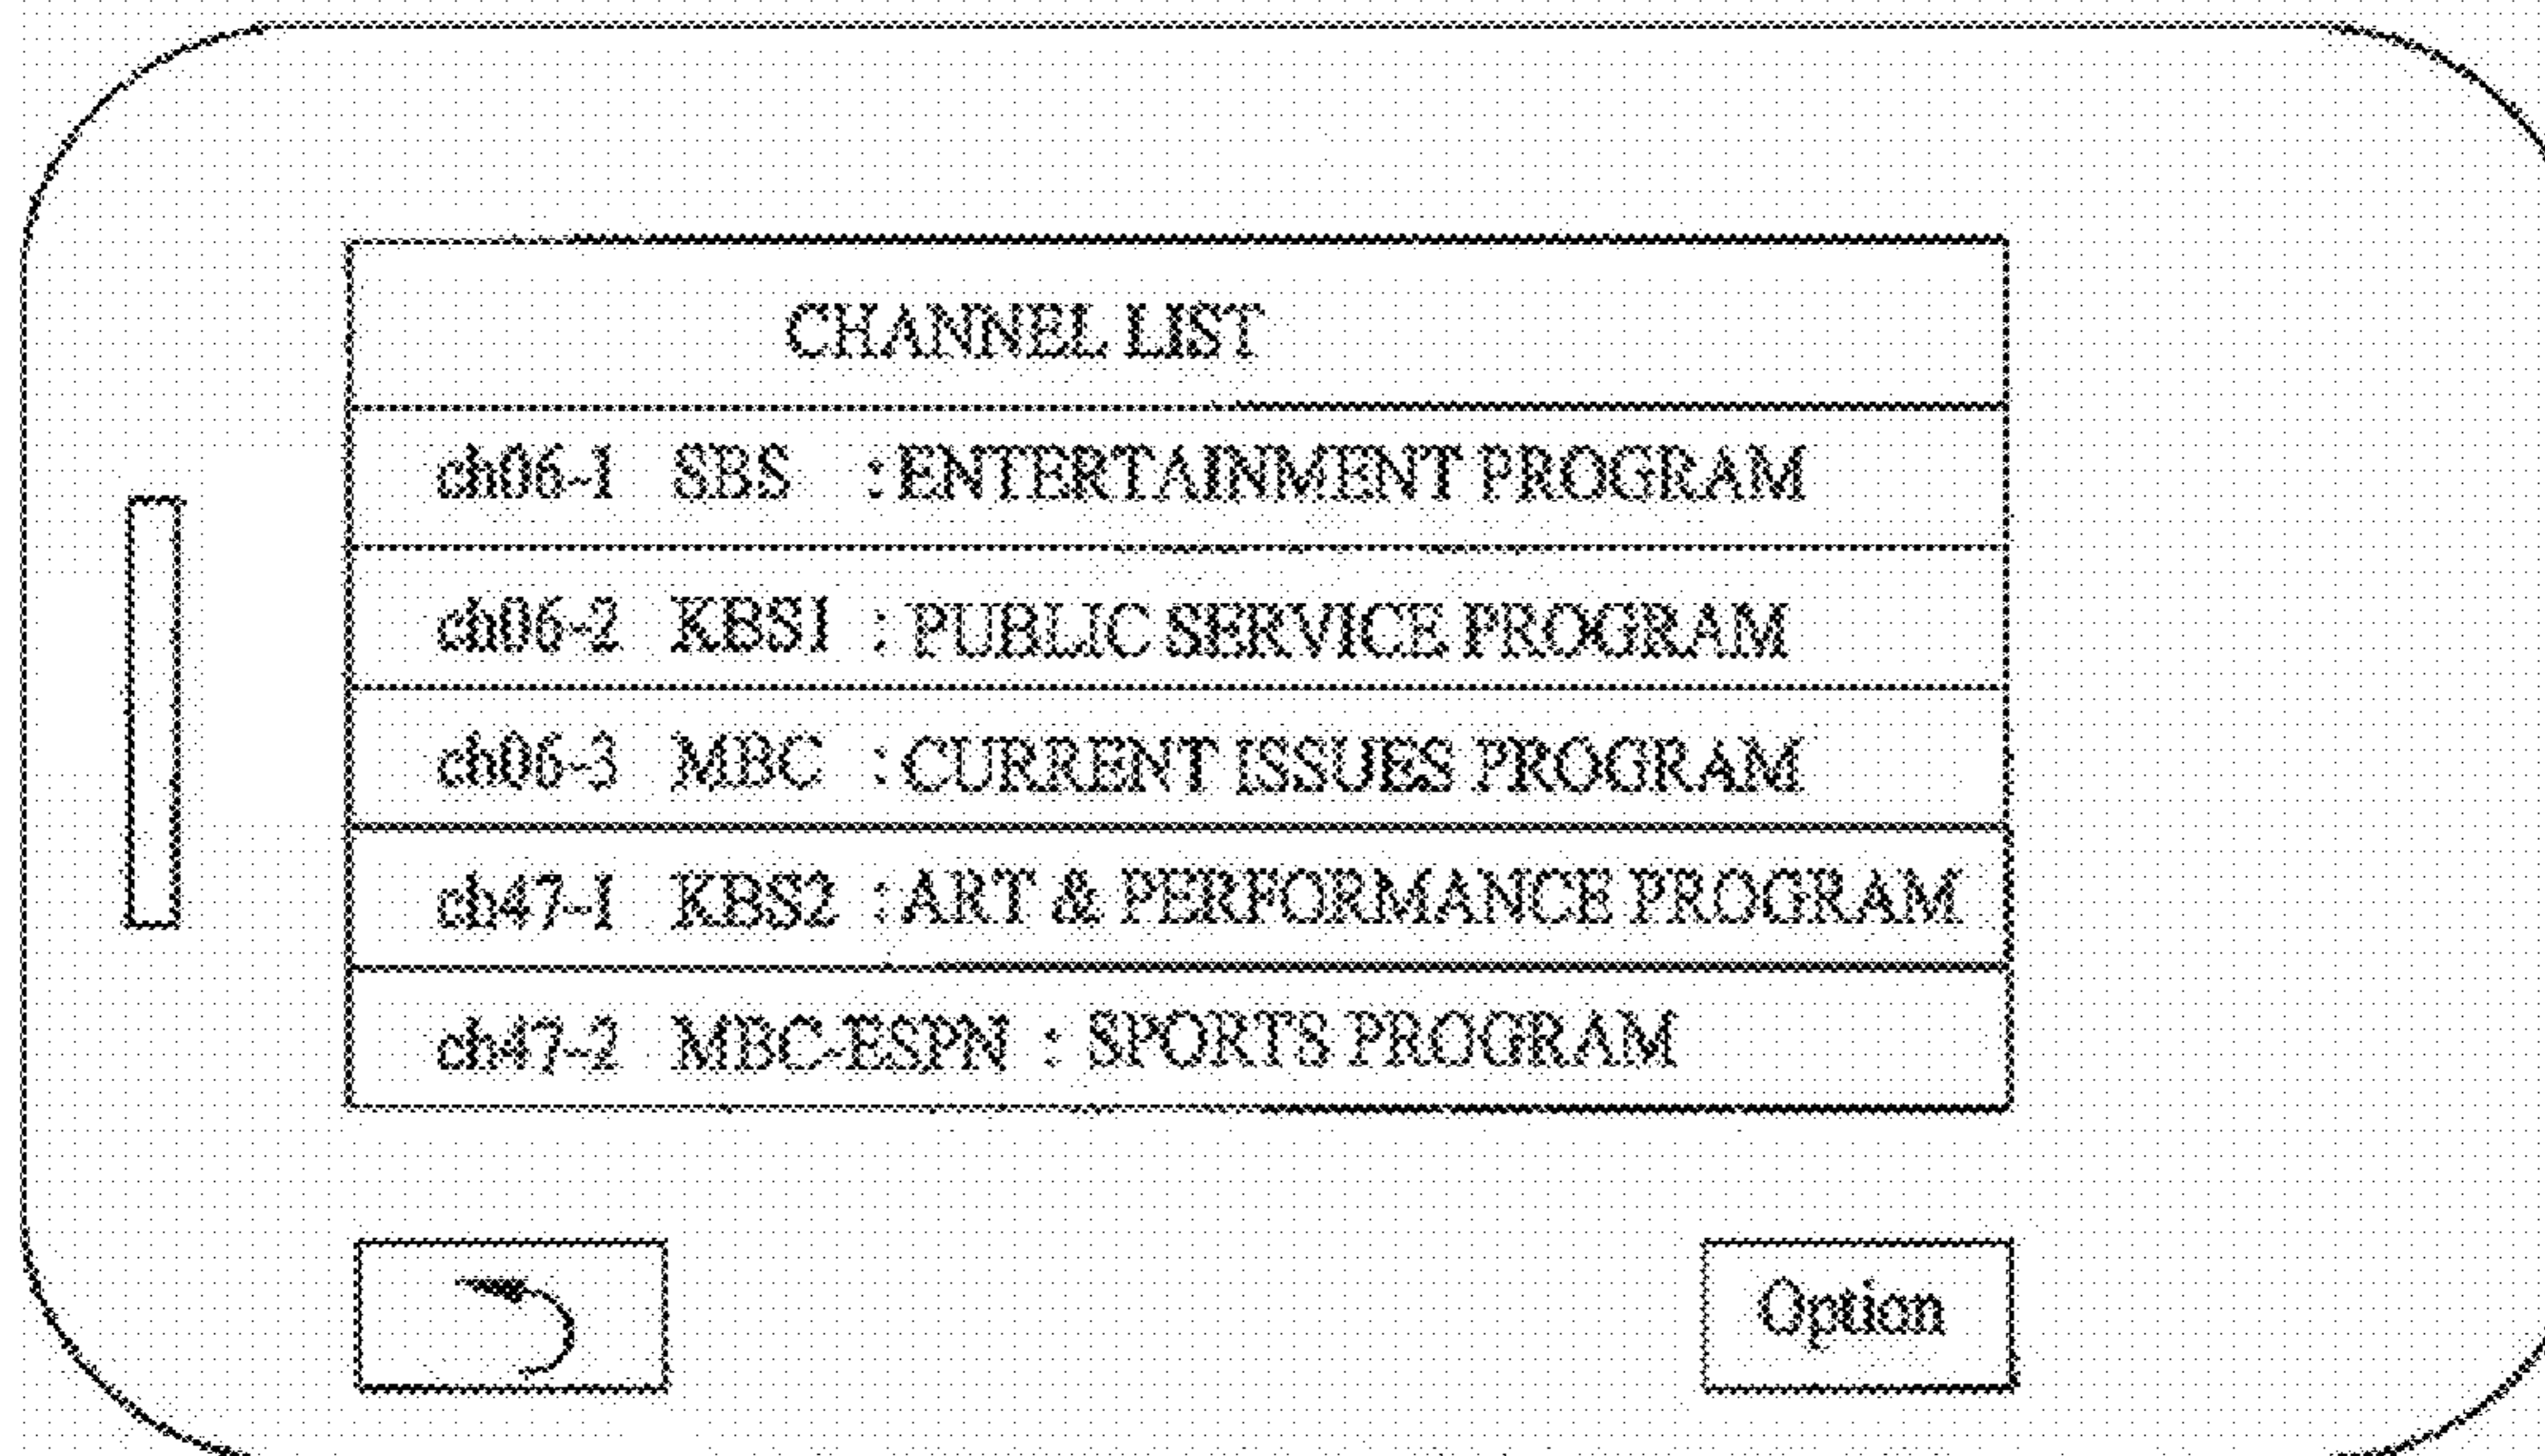 CHANNEL LIST
ch06-1 SBS : ENTERTAINMENT PROGRAM
ch06-2 KBS1 : PUBLIC SERVICE PROGRAM
ch06-3 MBC : CURRENT ISSUES PROGRAM
ch47-1 KBS2 : ART & PERFORMANCE PROGRAM
ch47-2 MBC-ESPN : SPORTS PROGRAM
Option